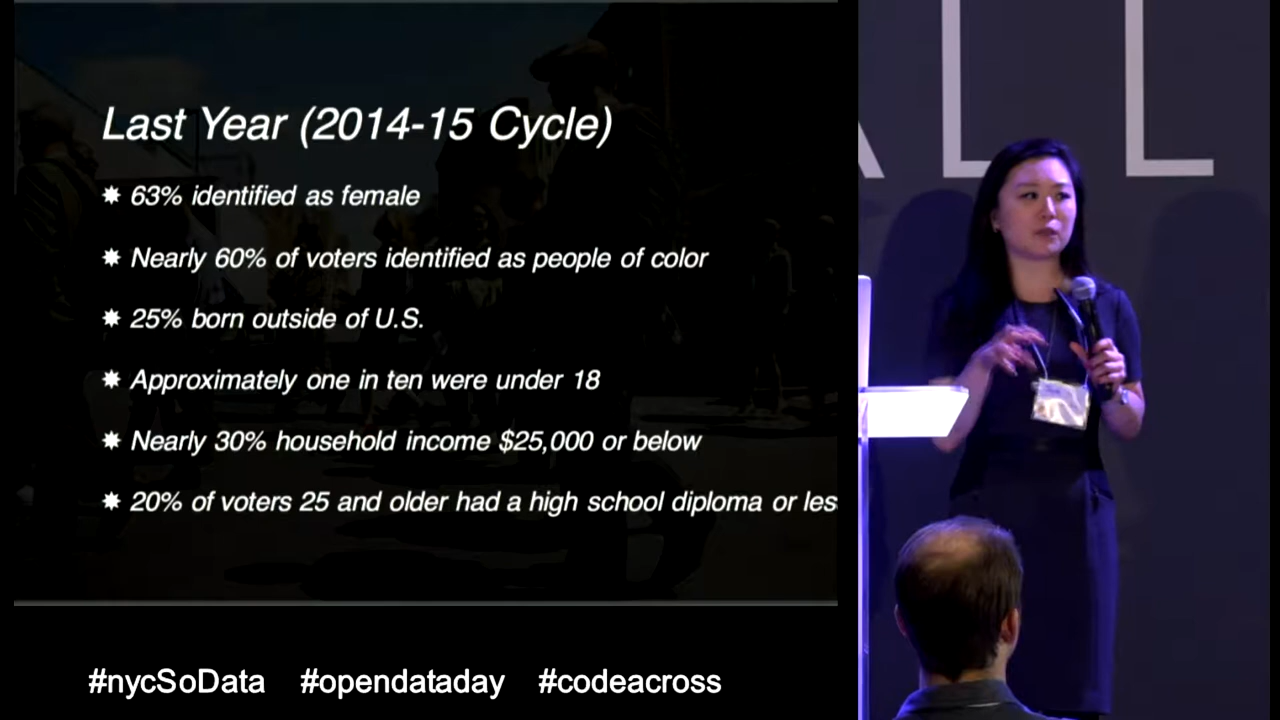 Last Year (2014-15 Cycle)
✸ 63% identified as female
✸ Nearly 60% of voters identified as people of color
✸ 25% born outside of U.S.
✸ Approximately one in ten were under 18
✸ Nearly 30% household income $25,000 or below
✸ 20% of voters 25 and older had a high school diploma or les
#nycSoData #opendataday #codeacross
A L L